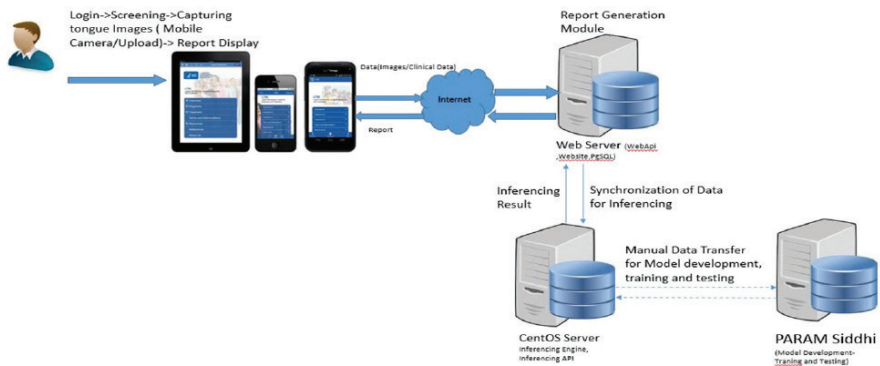 Login->Screening->Capturing
tongue Images ( Mobile
Camera/Upload)-> Report Display
Report Generation
Module
Data(Images/Clinical Data)
Internet
Report
Web Server (WebApi
,Website,PgSQL)
Inferencing
Result
Synchronization of Data
for Inferencing
Manual Data Transfer
for Model development,
training and testing
CentOS Server
Inferencing Engine,
Inferencing API
PARAM Siddhi
(Model Development-
Traning and Testing)